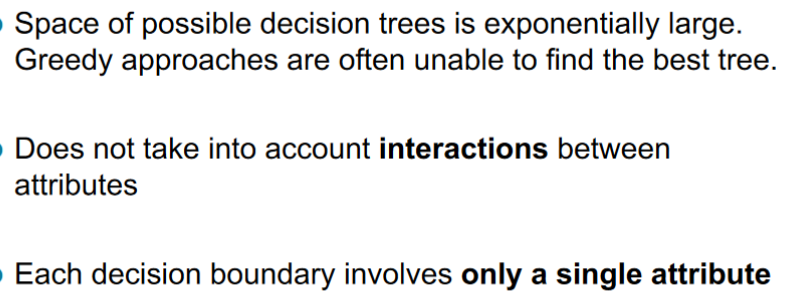 Space of possible decision trees is exponentially large.
Greedy approaches are often unable to find the best tree.
Does not take into account interactions between
attributes
Each decision boundary involves only a single attribute